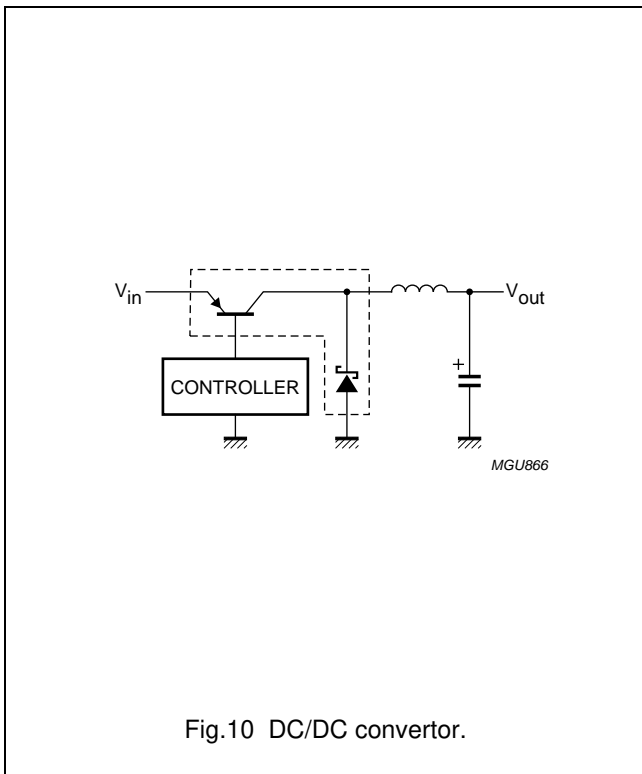 Vin
Vout
+
CONTROLLER
MGU866
Fig.10 DC/DC convertor.